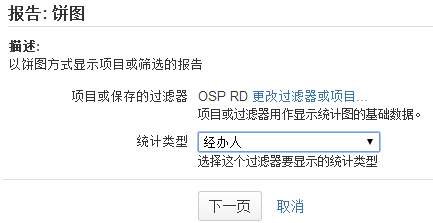 报告: 饼图
描述:
以饼图方式显示项目或筛选的报告
项目或保存的过滤器 OSP RD 更改过滤器或项目...
项目或过滤器用作显示统计图的基础数据。
统计类型 经办人
选择这个过滤器要显示的统计类型
下一页 取消